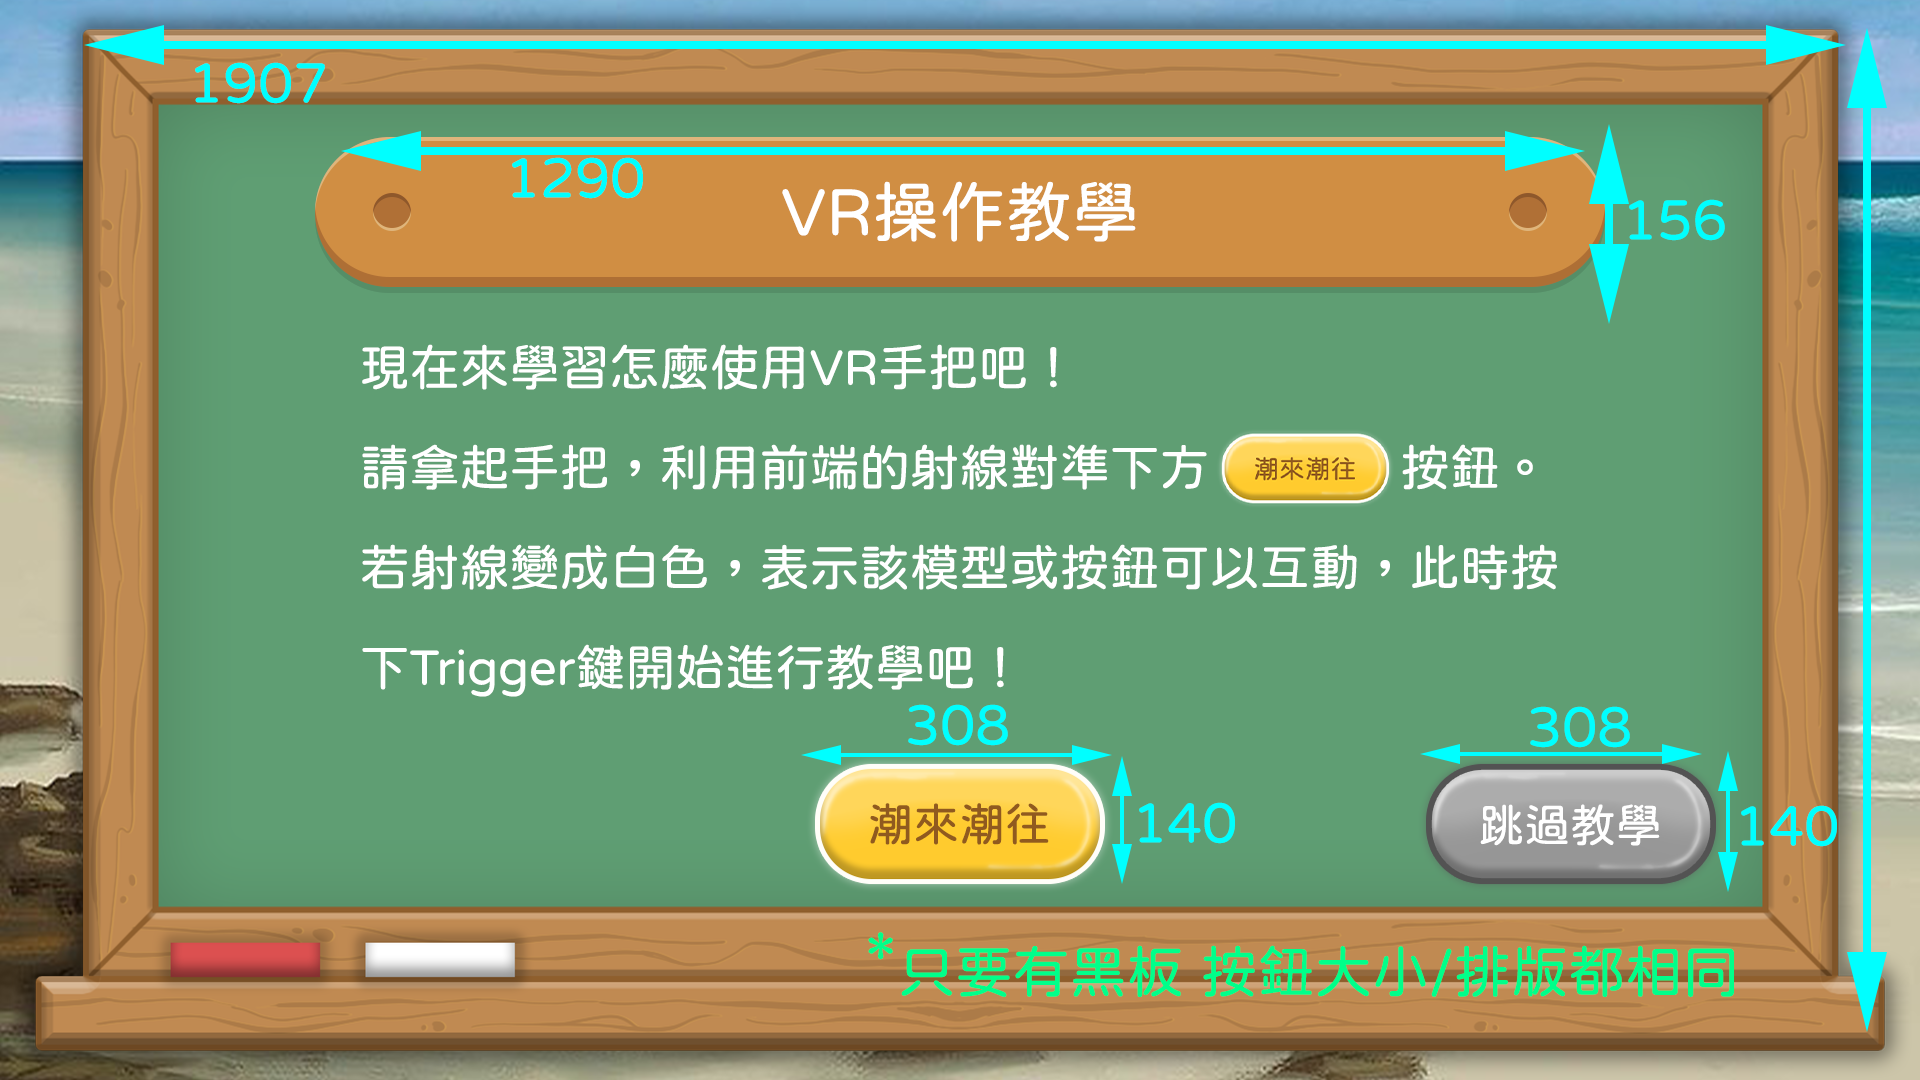 1907
1290
VR操作教學
156
現在來學習怎麼使用VR手把吧！
請拿起手把，利用前端的射線對準下方 潮來潮往 按鈕。
若射線變成白色，表示該模型或按鈕可以互動，此時按
下Trigger鍵開始進行教學吧！
308
308
潮來潮往
140
跳過教學
140
*只要有黑板 按鈕大小/排版都相同